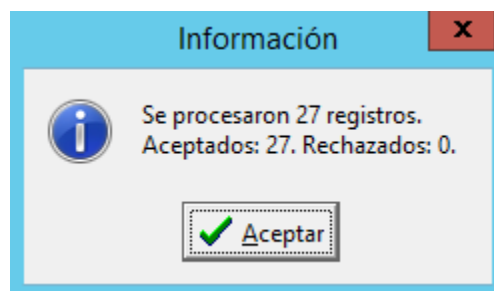 Información
x
Se procesaron 27 registros.
Aceptados: 27. Rechazados: 0.
Aceptar